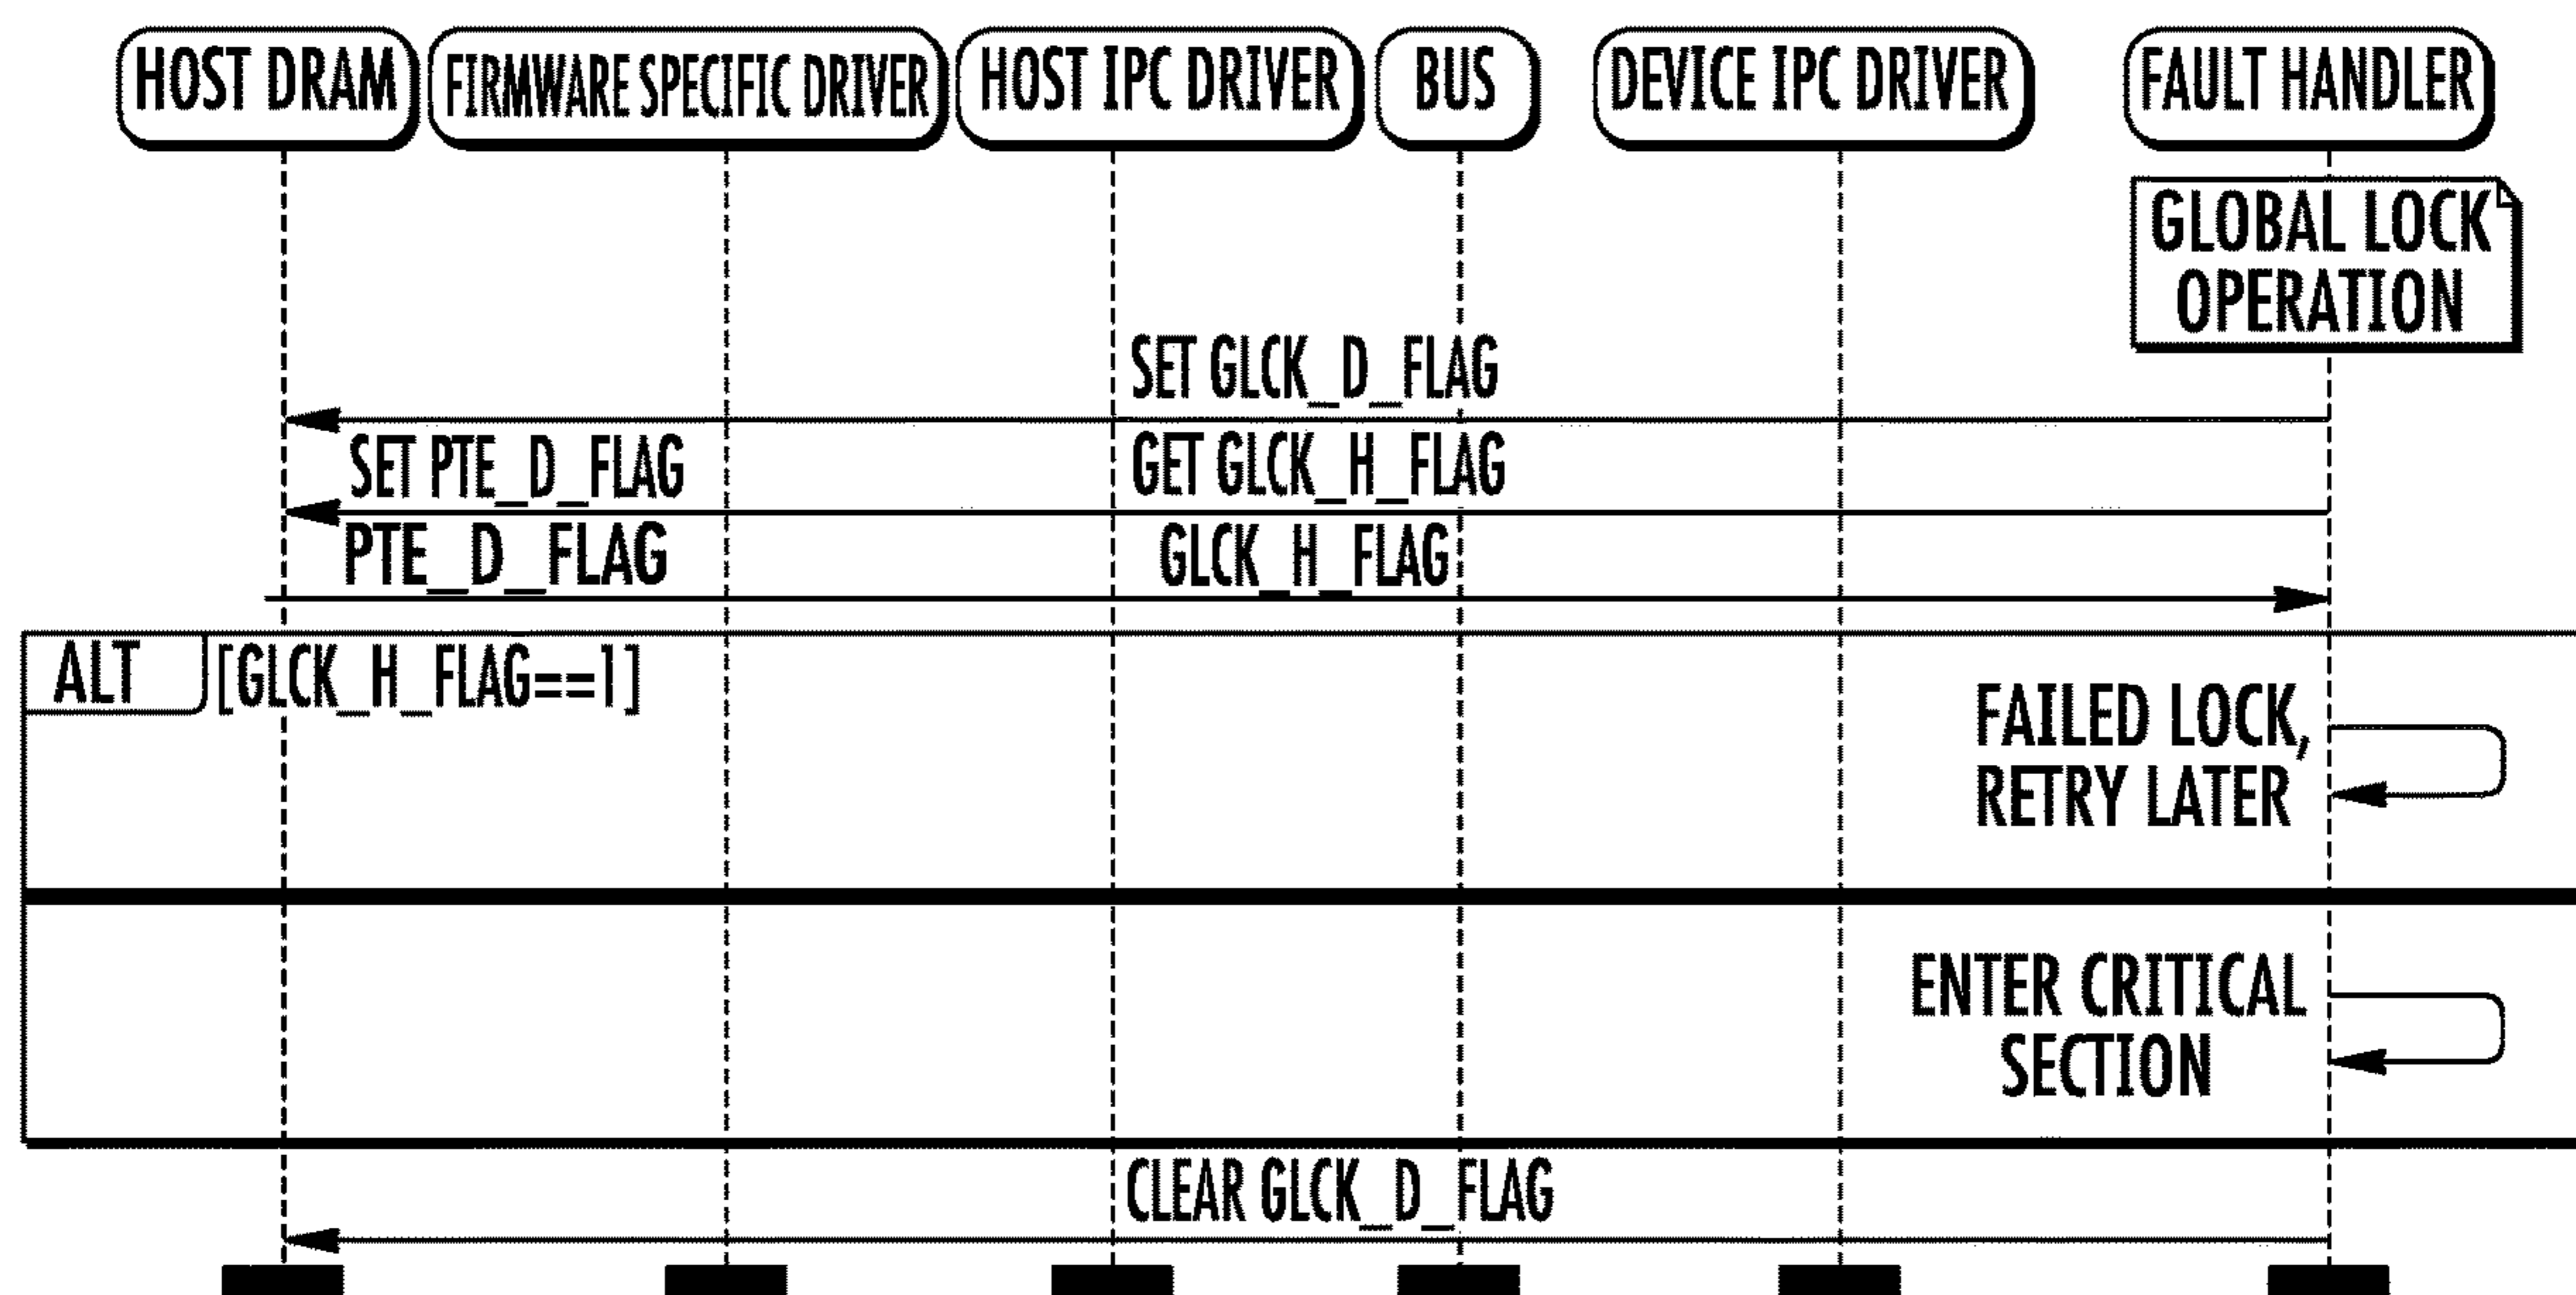 HOST DRAM
FIRMWARE SPECIFIC DRIVER
HOST IPC DRIVER
BUS
DEVICE IPC DRIVER
FAULT HANDLER
GLOBAL LOCK
OPERATION
SET GLCK_D_FLAG
SET PTE_D_FLAG
GET GLCK_H_FLAG
PTE_D_FLAG
GLCK_H_FLAG
ALT
[GLCK_H_FLAG==1]
FAILED LOCK,
RETRY LATER
ENTER CRITICAL
SECTION
CLEAR GLCK_D_FLAG